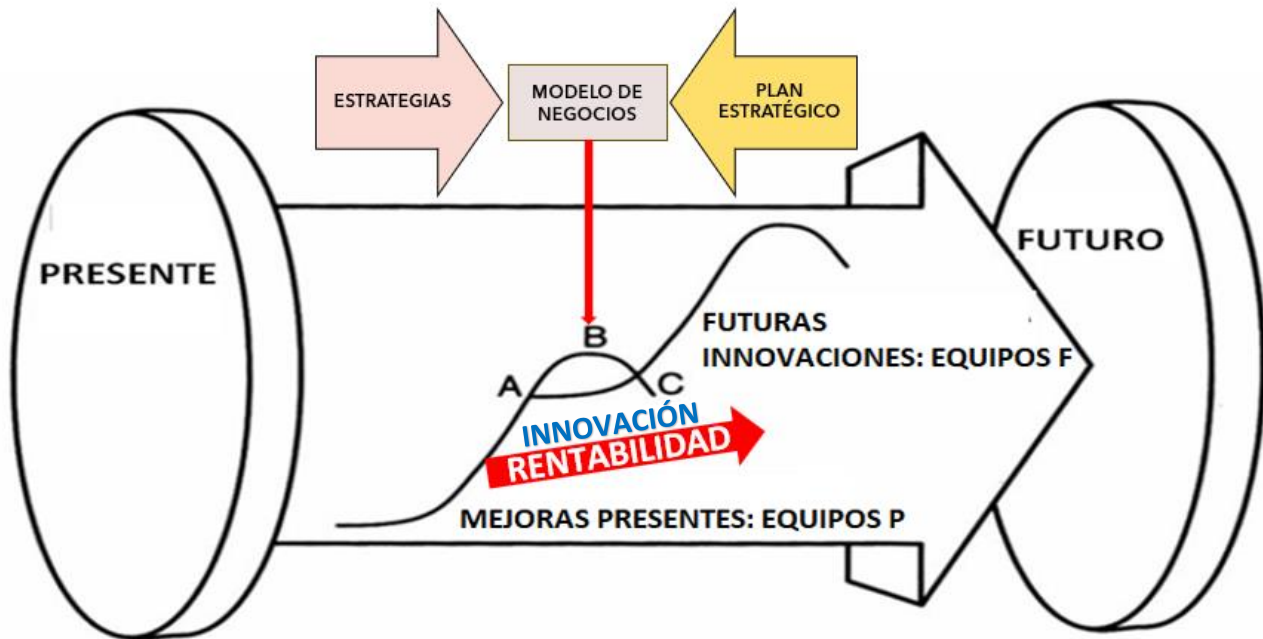 ESTRATEGIAS
MODELO DE
NEGOCIOS
PLAN
ESTRATÉGICO
PRESENTE
FUTURO
B
A
C
FUTURAS
INNOVACIONES: EQUIPOS F
INNOVACIÓN
RENTABILIDAD
MEJORAS PRESENTES: EQUIPOS P